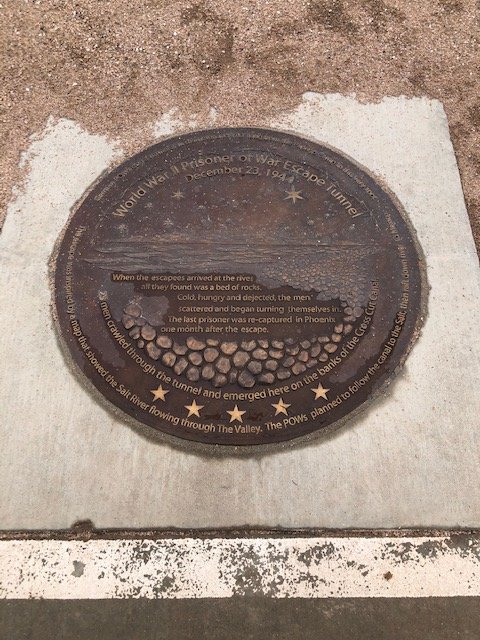 World War II Prisoner of War Escape Tunnel
December 23, 1944
When the escapees arrived at the river,
all they found was a bed of rocks.
Cold, hungry and dejected, the men
scattered and began turning themselves in.
The last prisoner was re-captured in Phoenix
one month after the escape.
men crawled through the tunnel and emerged here on the banks of the Cross Cut Canal.
was inspired by a map that showed the Salt River flowing through The Valley. The POWs planned to follow the canal to the Salt, then